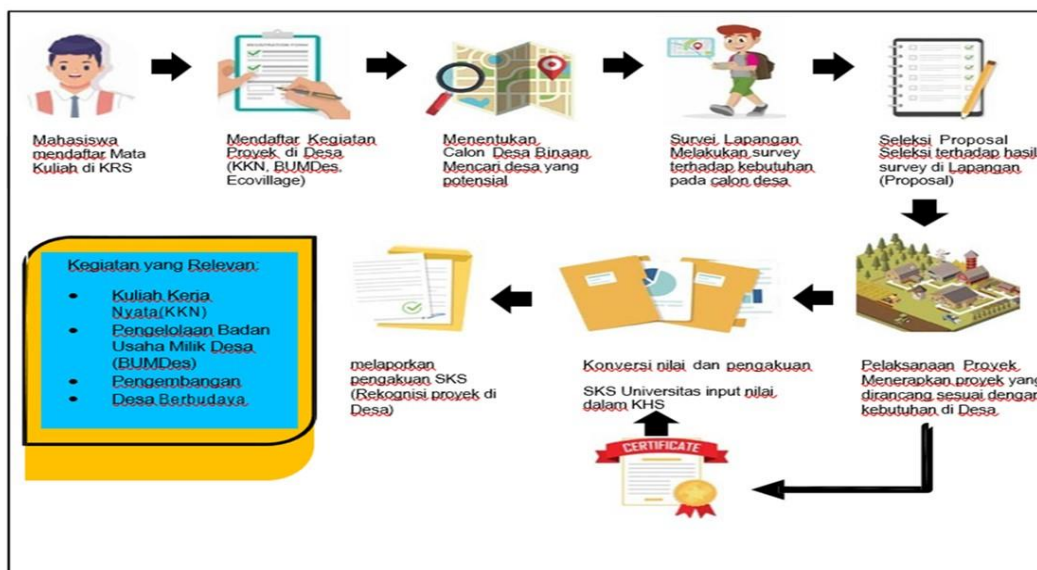 Mahasiswa
mendaftar Mata
Kuliah di KRS
REGISTRATION FORM
Mendaftar Kegiatan
Proyek di Desa
(KKN, BUMDes,
Ecovillage)
Menentukan
Calon Desa Binaan
Mencari desa yang
potensial
Survei Lapangan
Melakukan survey
terhadap kebutuhan
pada calon desa
Seleksi Proposal
Seleksi terhadap hasil
survey di Lapangan
(Proposal)
Pelaksanaan Proyek
Menerapkan proyek yang
dirancang sesuai dengan
kebutuhan di Desa
Konversi nilai dan pengakuan
SKS Universitas input nilai
dalam KHS
CERTIFICATE
melaporkan
pengakuan SKS
(Rekognisi proyek di
Desa)
Kegiatan yang Relevan:
• Kuliah Kerja
Nyata(KKN)
• Pengelolaan Badan
Usaha Milik Desa
(BUMDes)
• Pengembangan
• Desa Berbudaya